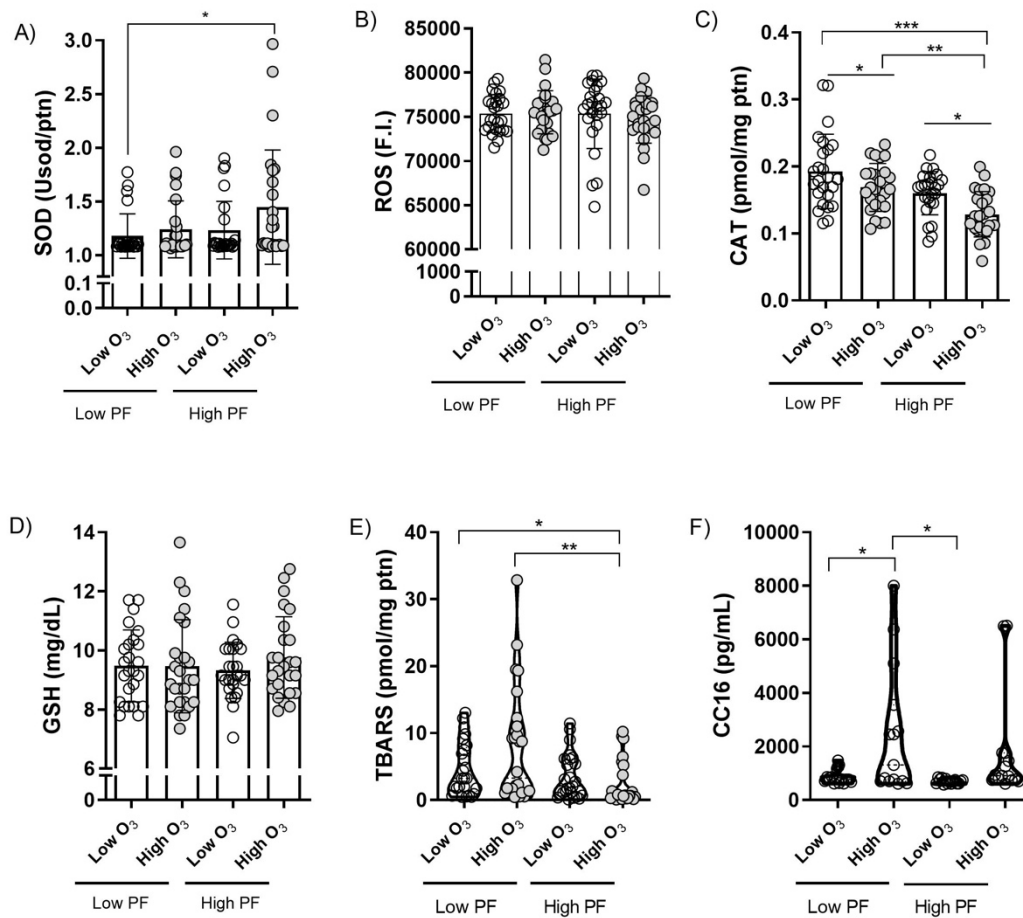 A)
SOD (Usod/ptn)
3.0
2.5
2.0
1.5
1.0
0.1
0.0
*
Low O3
High O3
Low O3
High O3
Low PF
High PF
B)
ROS (F.I.)
85000
80000
75000
70000
65000
60000
1000
0
Low O3
High O3
Low O3
High O3
Low PF
High PF
C)
CAT (pmol/mg ptn)
0.4
0.3
0.2
0.1
0.0
***
**
*
*
Low O3
High O3
Low O3
High O3
Low PF
High PF
D)
GSH (mg/dL)
14
12
10
8
6
0
Low O3
High O3
Low O3
High O3
Low PF
High PF
E)
TBARS (pmol/mg ptn)
40
30
20
10
0
*
**
Low O3
High O3
Low O3
High O3
Low PF
High PF
F)
CC16 (pg/mL)
10000
8000
6000
4000
2000
0
*
*
Low O3
High O3
Low O3
High O3
Low PF
High PF